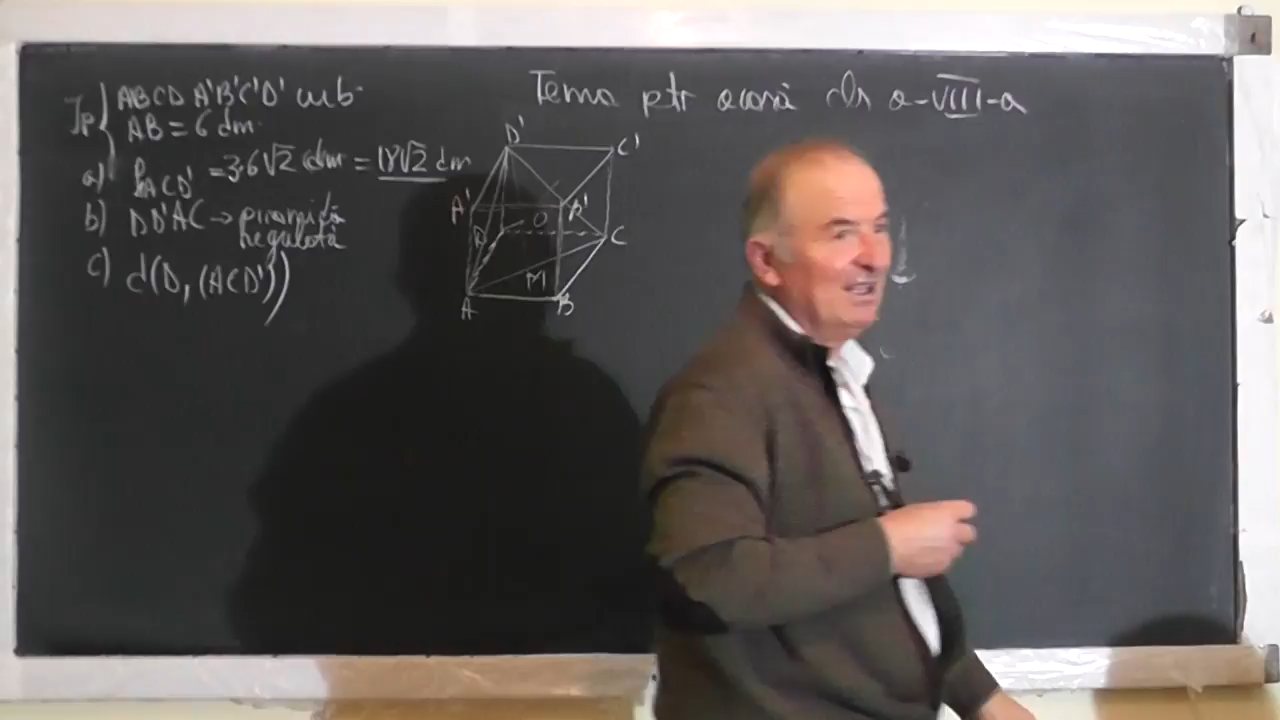 Tema ptr acasă cls a-VIII-a
Ip { ABCD A'B'C'D' cub
AB = 6 dm
a) P_ACD' = 3·6√2 dm = 18√2 dm
b) DD'AC → piramidă
regulată
c) d(D, (ACD'))
D' C'
A' B'
D O C
M
A B